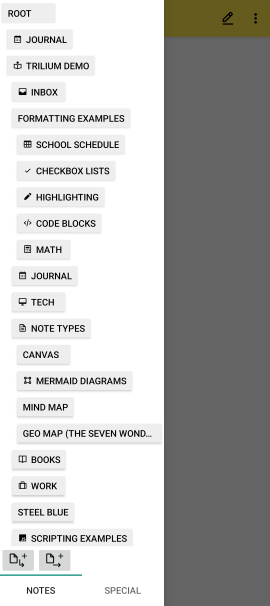 ROOT
JOURNAL
TRILIUM DEMO
INBOX
FORMATTING EXAMPLES
SCHOOL SCHEDULE
CHECKBOX LISTS
HIGHLIGHTING
CODE BLOCKS
MATH
JOURNAL
TECH
NOTE TYPES
CANVAS
MERMAID DIAGRAMS
MIND MAP
GEO MAP (THE SEVEN WOND...
BOOKS
WORK
STEEL BLUE
SCRIPTING EXAMPLES
NOTES SPECIAL